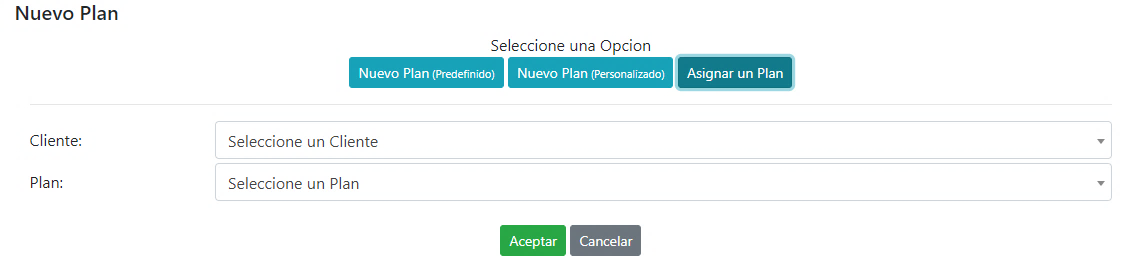 Nuevo Plan
Seleccione una Opcion
Nuevo Plan (Predefinido) Nuevo Plan (Personalizado) Asignar un Plan
Cliente: Seleccione un Cliente
Plan: Seleccione un Plan
Aceptar Cancelar